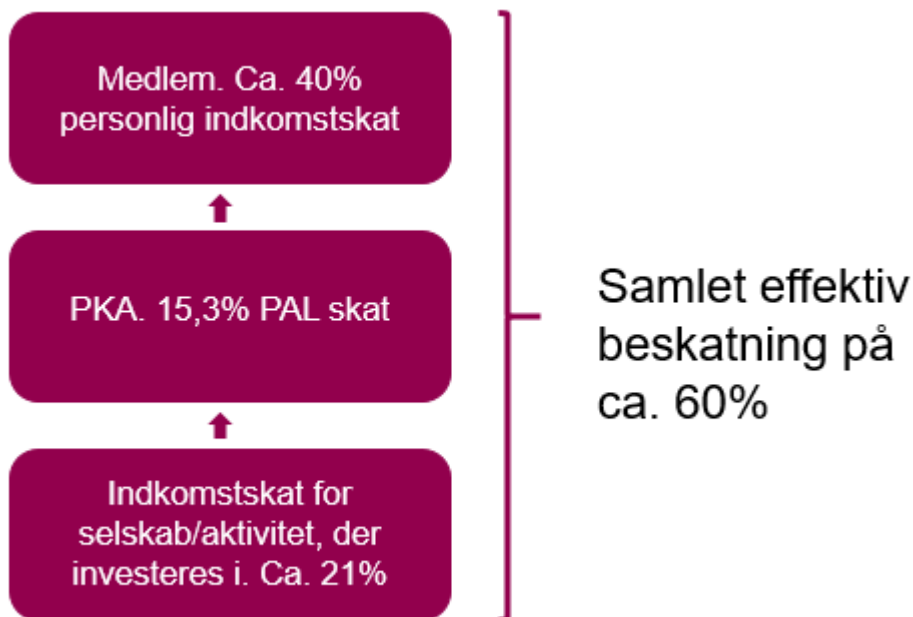 Medlem. Ca. 40%
personlig indkomstskat
PKA. 15,3% PAL skat
Indkomstskat for
selskab/aktivitet, der
investeres i. Ca. 21%
Samlet effektiv
beskatning på
ca. 60%